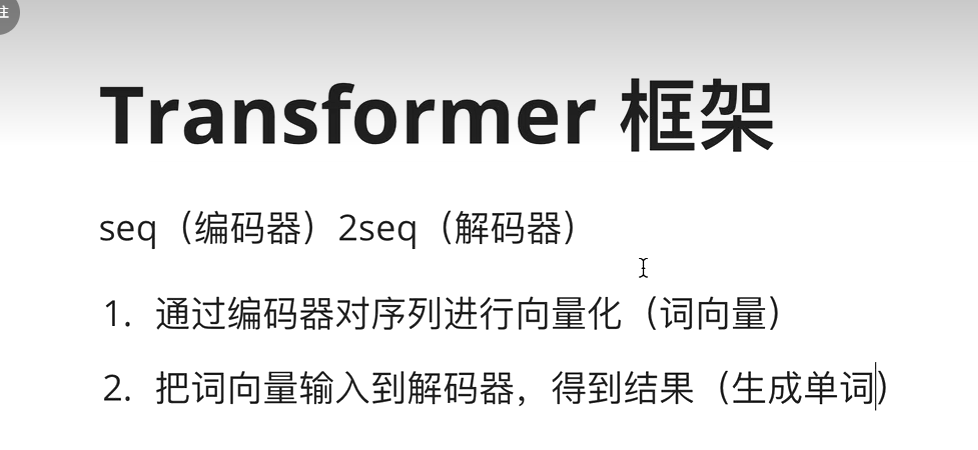 注
Transformer 框架
seq（编码器）2seq（解码器）
1. 通过编码器对序列进行向量化（词向量）
2. 把词向量输入到解码器，得到结果（生成单词）